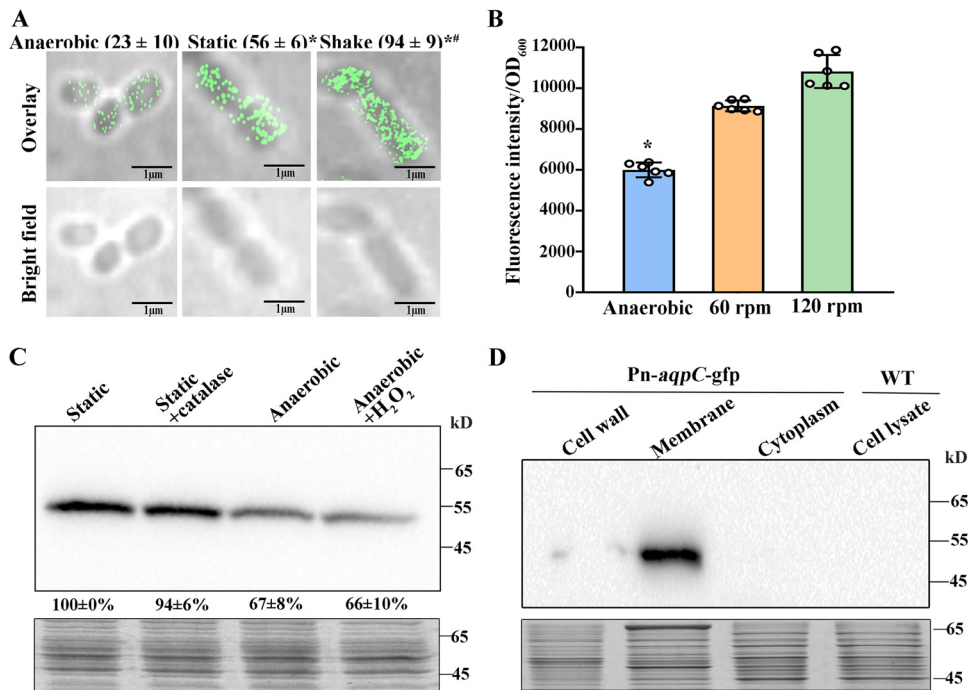 A
Anaerobic (23 ± 10) Static (56 ± 6)* Shake (94 ± 9)*#
Overlay
1μm 1μm 1μm
Bright field
1μm 1μm 1μm
B
Fluorescence intensity/OD600
12000
10000
8000
6000
4000
2000
0
*
Anaerobic 60 rpm 120 rpm
C
Static
Static
+catalase
Anaerobic
Anaerobic
+H2O2
kD
65
55
45
100±0% 94±6% 67±8% 66±10%
65
45
D
Pn-aqpC-gfp WT
Cell wall
Membrane
Cytoplasm
Cell lysate
kD
65
55
45
65
45